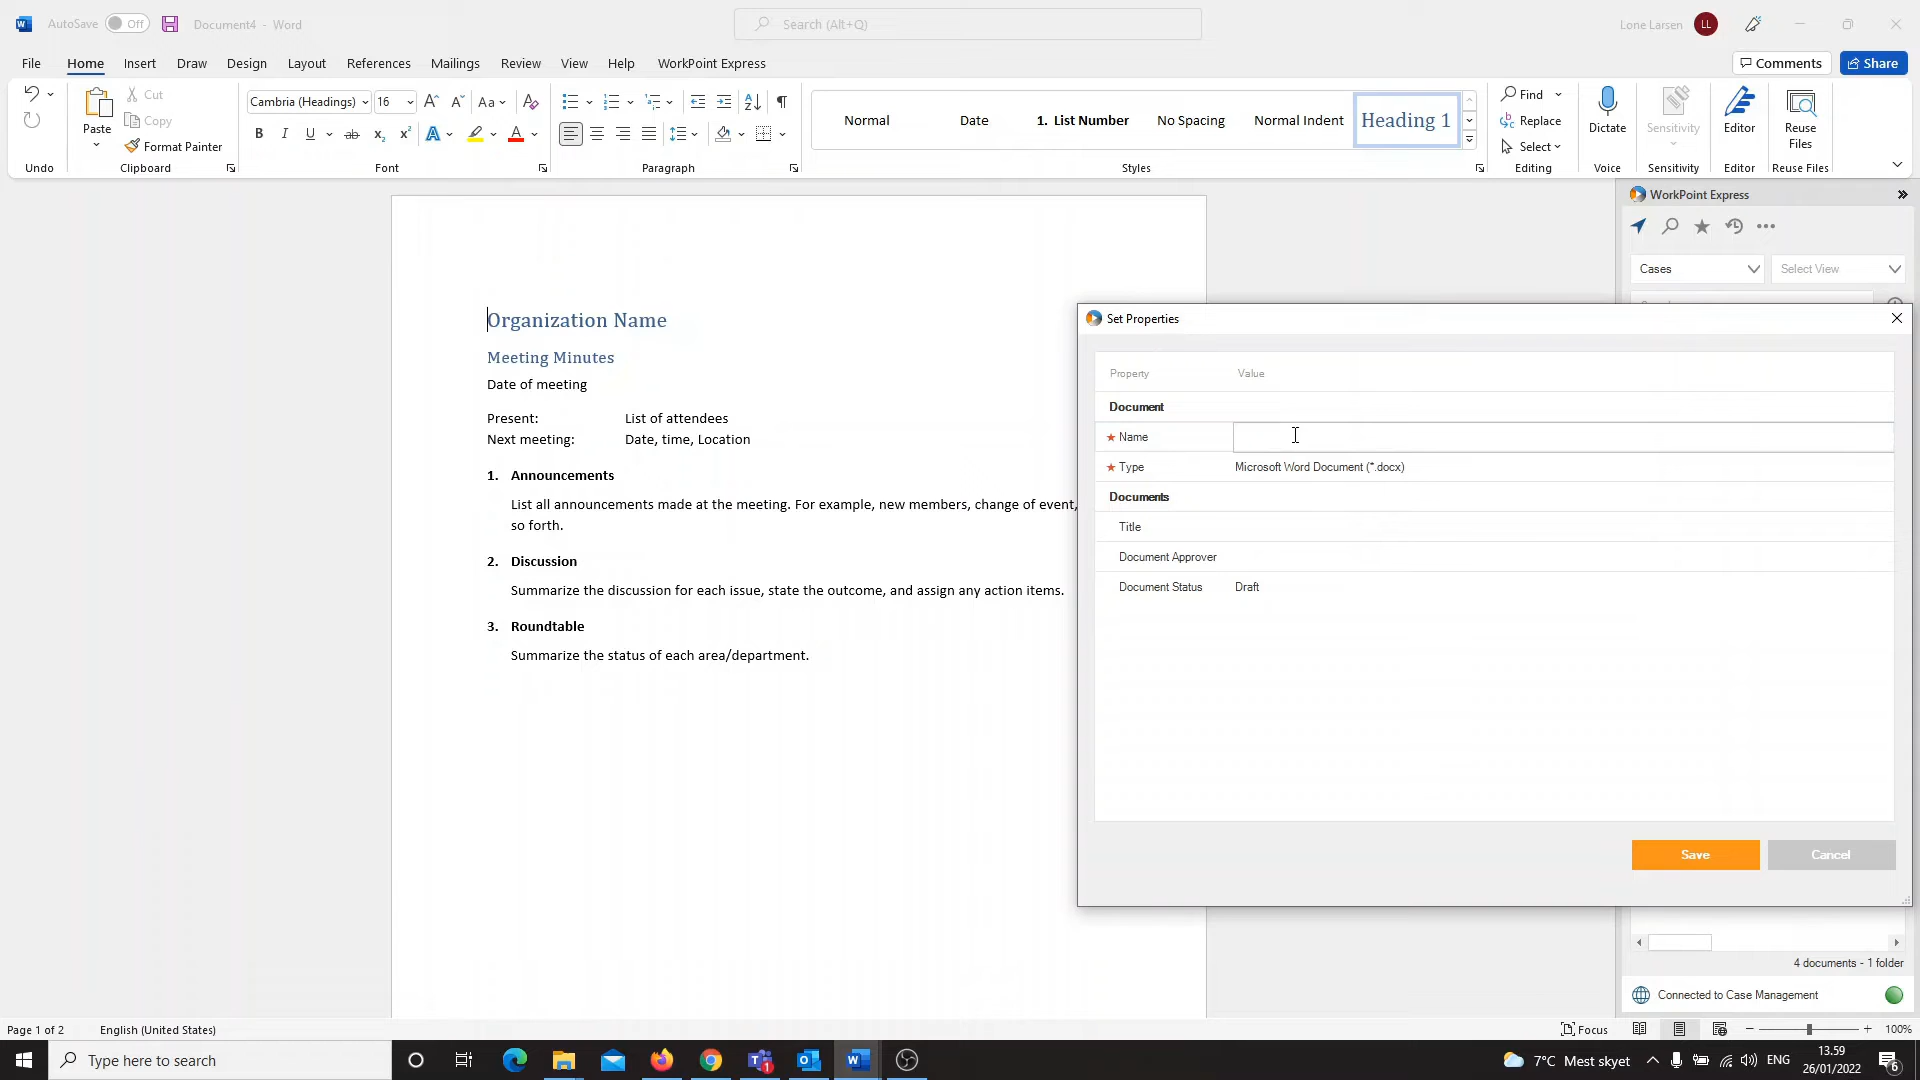 AutoSave Off Document4 - Word Search (Alt+Q) Lone Larsen LL
File Home Insert Draw Design Layout References Mailings Review View Help WorkPoint Express Comments Share
Paste Cut Copy Format Painter
Cambria (Headings) 16 Aa
B I U ab x₂ x² A A
Normal Date 1. List Number No Spacing Normal Indent Heading 1
Find Replace Select
Dictate Sensitivity Editor Reuse Files
Undo Clipboard Font Paragraph Styles Editing Voice Sensitivity Editor Reuse Files
WorkPoint Express
Cases Select View
Organization Name
Meeting Minutes
Date of meeting
Present: List of attendees
Next meeting: Date, time, Location
1. Announcements
List all announcements made at the meeting. For example, new members, change of event,
so forth.
2. Discussion
Summarize the discussion for each issue, state the outcome, and assign any action items.
3. Roundtable
Summarize the status of each area/department.
Set Properties
Property Value
Document
Name
Type Microsoft Word Document (*.docx)
Documents
Title
Document Approver
Document Status Draft
Save Cancel
4 documents - 1 folder
Connected to Case Management
Page 1 of 2 English (United States) Focus 100%
Type here to search 7°C Mest skyet ENG 13.59
26/01/2022